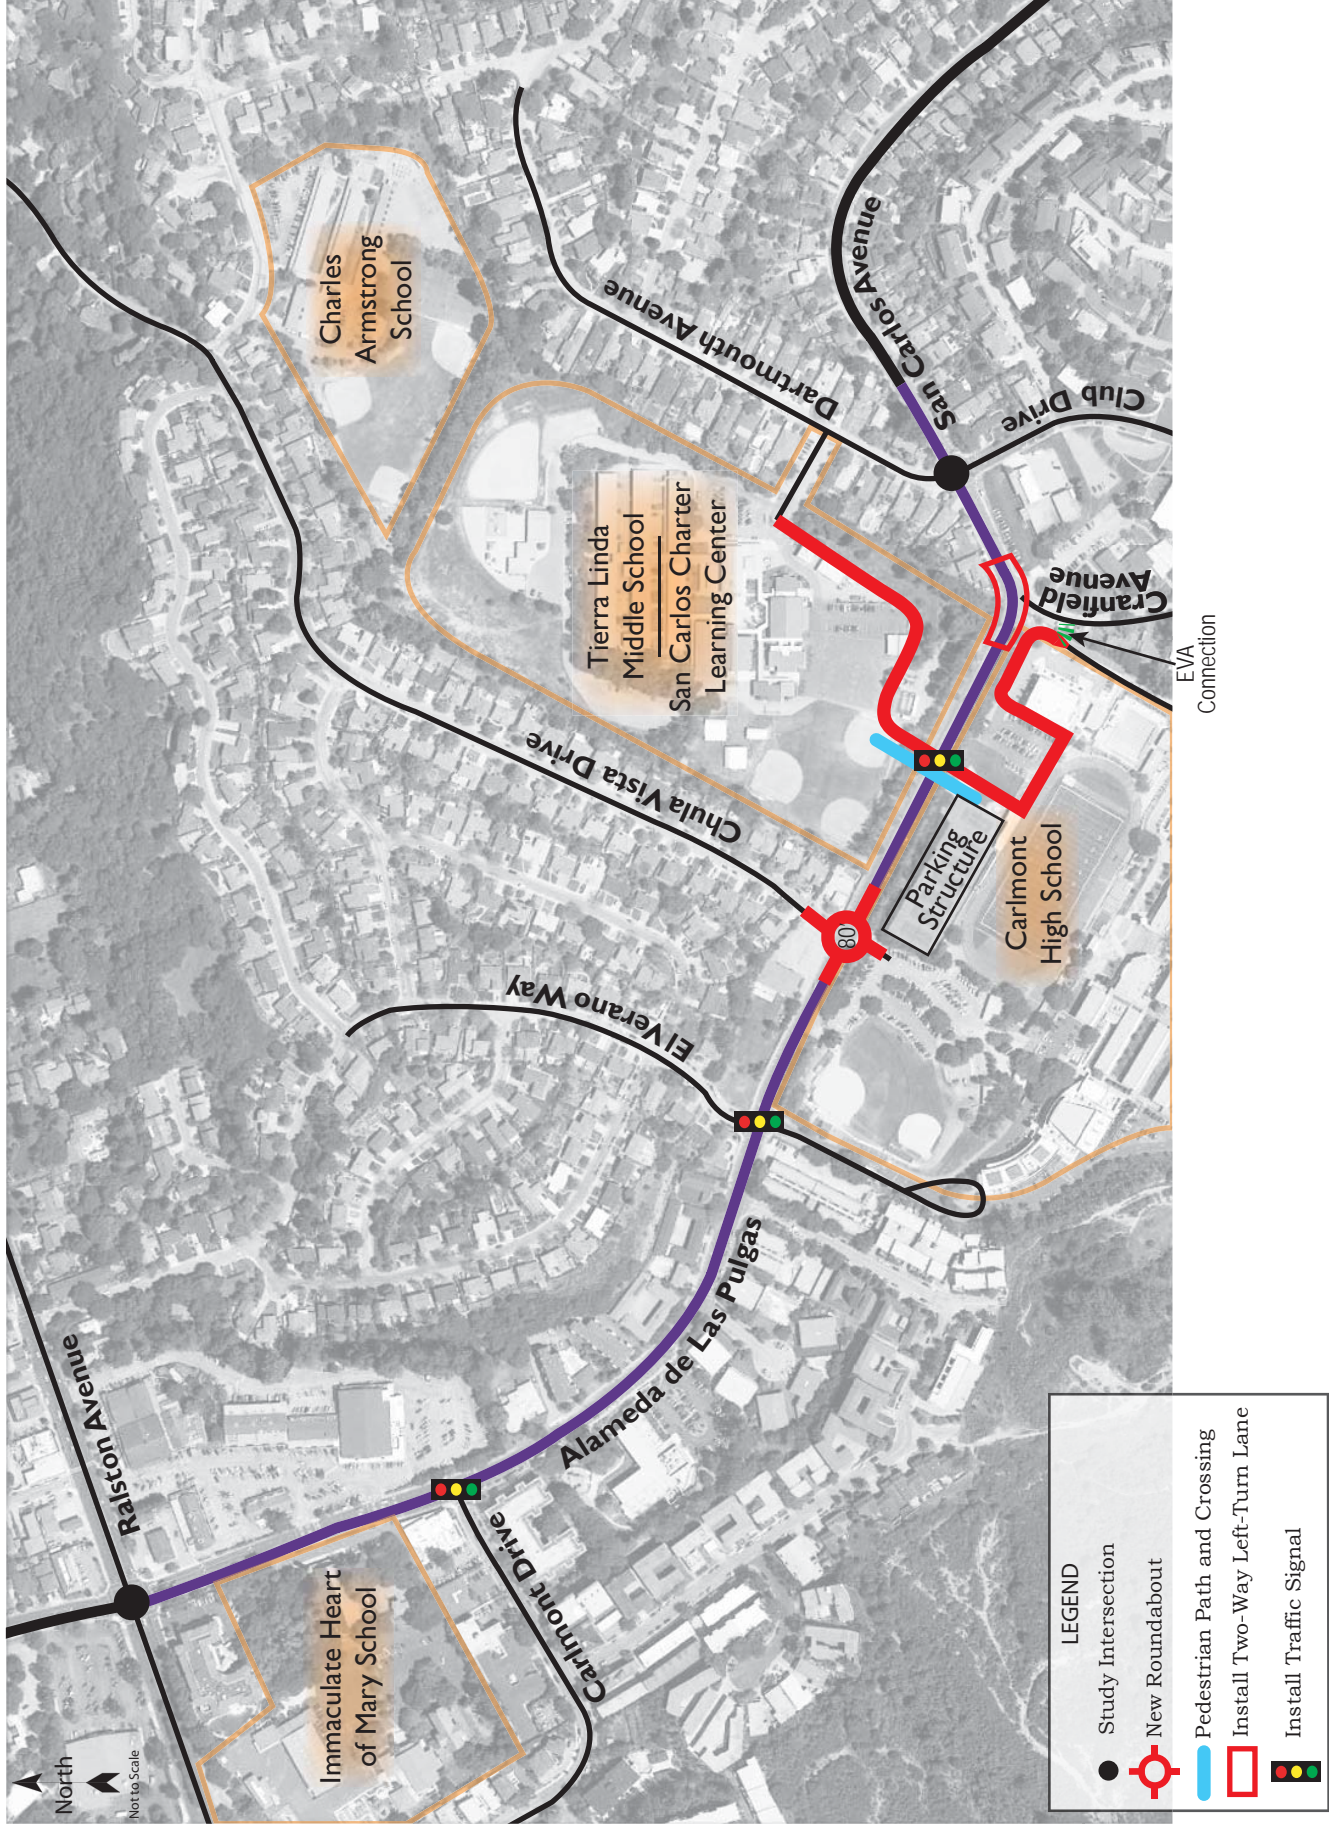 North
Not to Scale
Ralston Avenue
Immaculate Heart
of Mary School
Carlmont Drive
Alameda de Las Pulgas
El Verano Way
Chula Vista Drive
80'
Charles
Armstrong
School
Tierra Linda
Middle School
San Carlos Charter
Learning Center
Dartmouth Avenue
San Carlos Avenue
Club Drive
Cranfield
Avenue
EVA
Connection
Parking
Structure
Carlmont
High School
LEGEND
Study Intersection
New Roundabout
Pedestrian Path and Crossing
Install Two-Way Left-Turn Lane
Install Traffic Signal